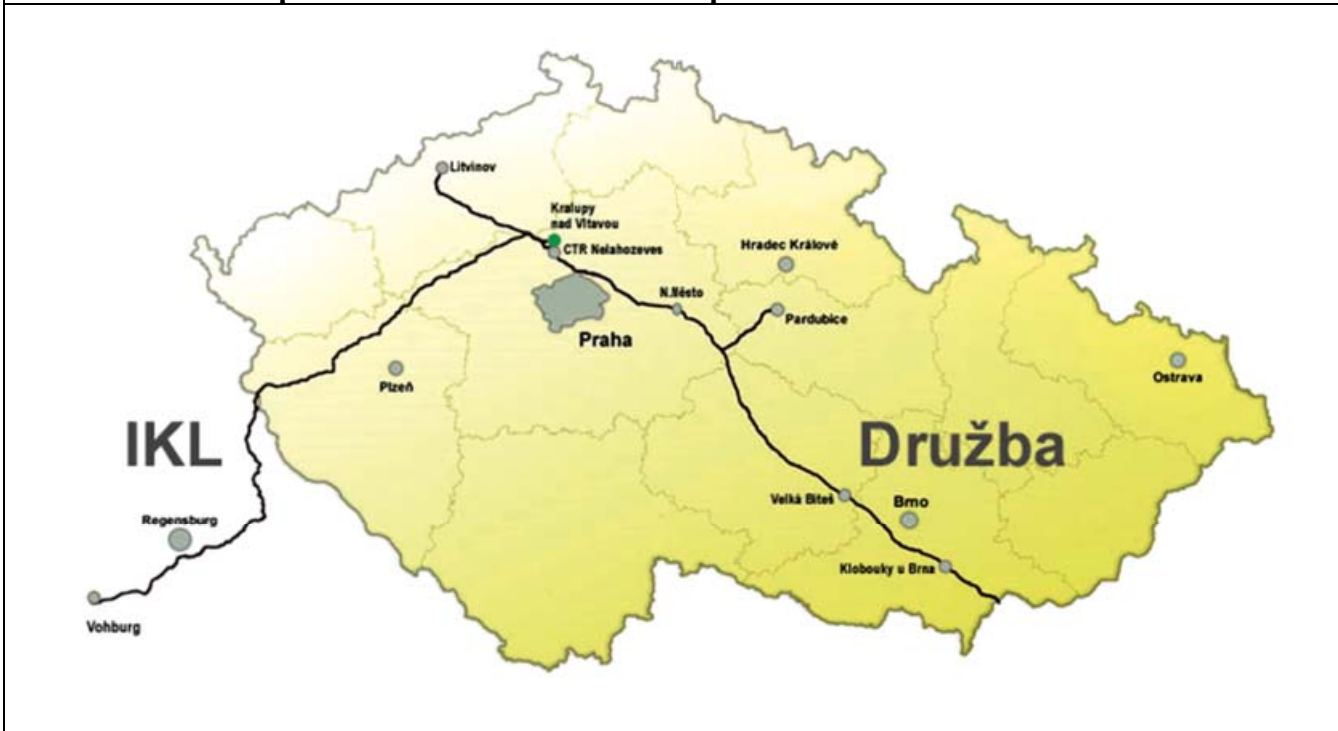 Litvinov
Kralupy
nad Vltavou
CTR Nelahozeves
Hradec Králové
N.Město
Pardubice
Praha
Plzeň
Ostrava
IKL
Družba
Velká Bíteš
Brno
Regensburg
Klobouky u Brna
Vohburg